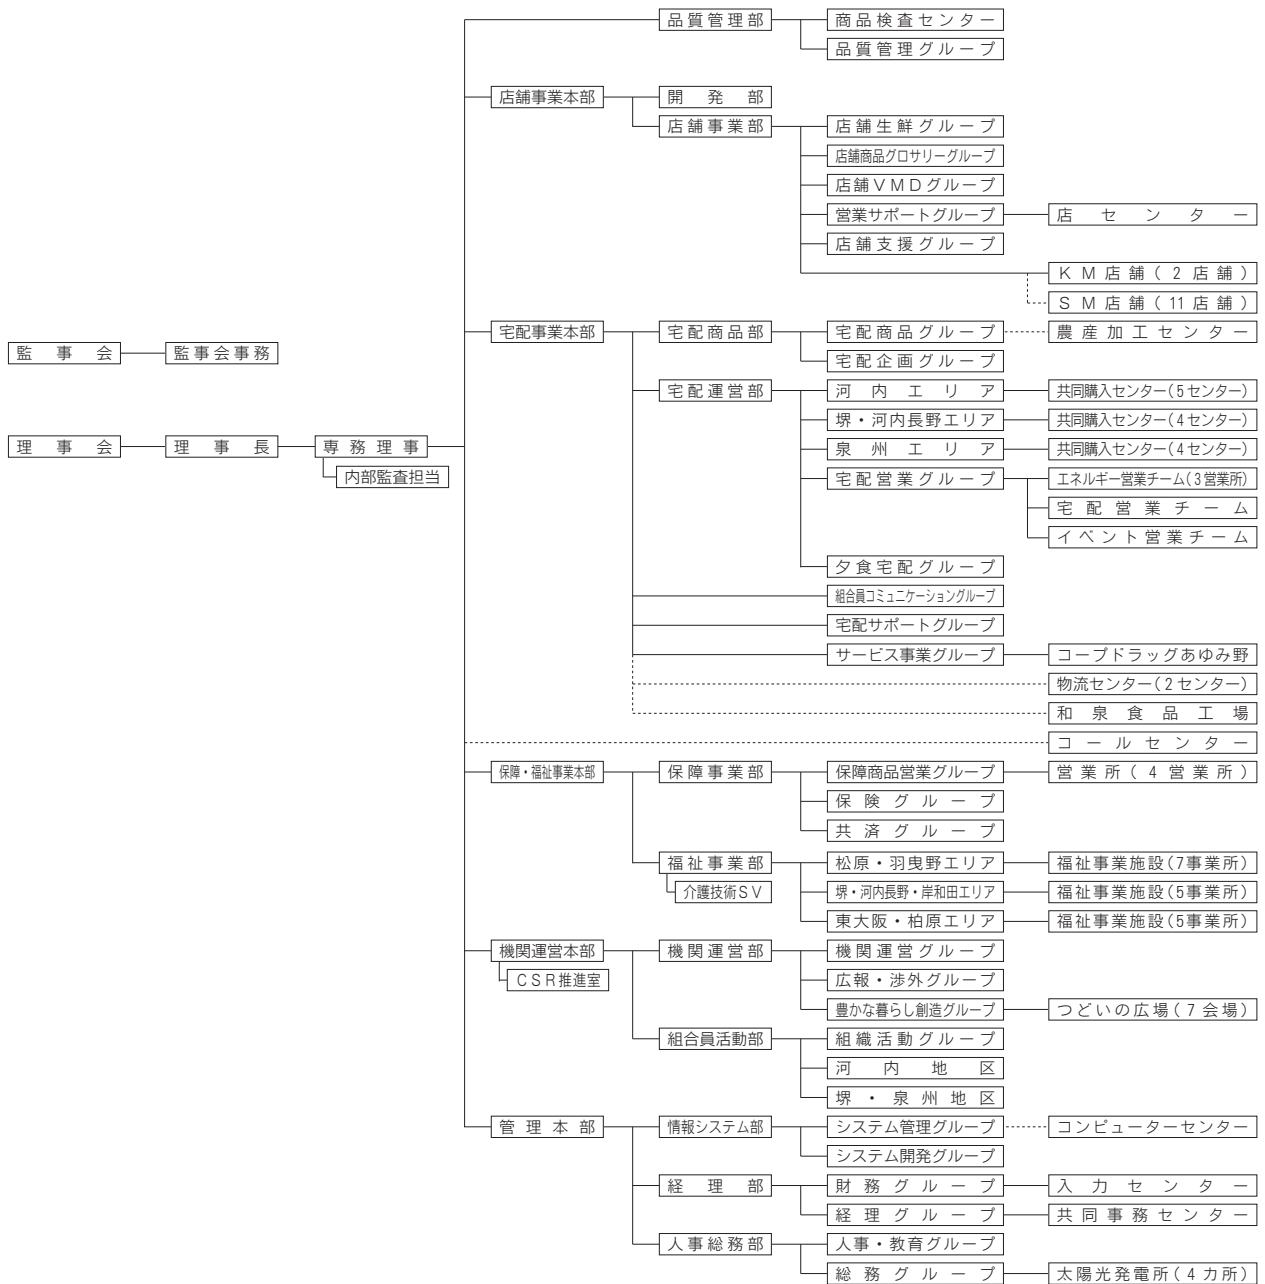 品質管理部 商品検査センター
品質管理グループ
店舗事業本部 開発部
店舗事業部 店舗生鮮グループ
店舗商品グロサリーグループ
店舗VMDグループ
営業サポートグループ 店センター
店舗支援グループ
KM店舗(2店舗)
SM店舗(11店舗)
宅配事業本部 宅配商品部 宅配商品グループ 農産加工センター
監事会 監事会事務
宅配企画グループ
宅配運営部 河内エリア 共同購入センター(5センター)
堺・河内長野エリア 共同購入センター(4センター)
理事会 理事長 専務理事 泉州エリア 共同購入センター(4センター)
内部監査担当 宅配営業グループ エネルギー営業チーム(3営業所)
宅配営業チーム
イベント営業チーム
夕食宅配グループ
組合員コミュニケーショングループ
宅配サポートグループ
サービス事業グループ コープドラッグあゆみ野
物流センター(2センター)
和泉食品工場
コールセンター
保障・福祉事業本部 保障事業部 保障商品営業グループ 営業所(4営業所)
保険グループ
共済グループ
福祉事業部 松原・羽曳野エリア 福祉事業施設(7事業所)
介護技術SV 堺・河内長野・岸和田エリア 福祉事業施設(5事業所)
東大阪・柏原エリア 福祉事業施設(5事業所)
機関運営本部 機関運営部 機関運営グループ
CSR推進室 広報・渉外グループ
豊かな暮らし創造グループ つどいの広場(7会場)
組合員活動部 組織活動グループ
河内地区
堺・泉州地区
管理本部 情報システム部 システム管理グループ コンピューターセンター
システム開発グループ
経理部 財務グループ 入力センター
経理グループ 共同事務センター
人事総務部 人事・教育グループ
総務グループ 太陽光発電所(4カ所)